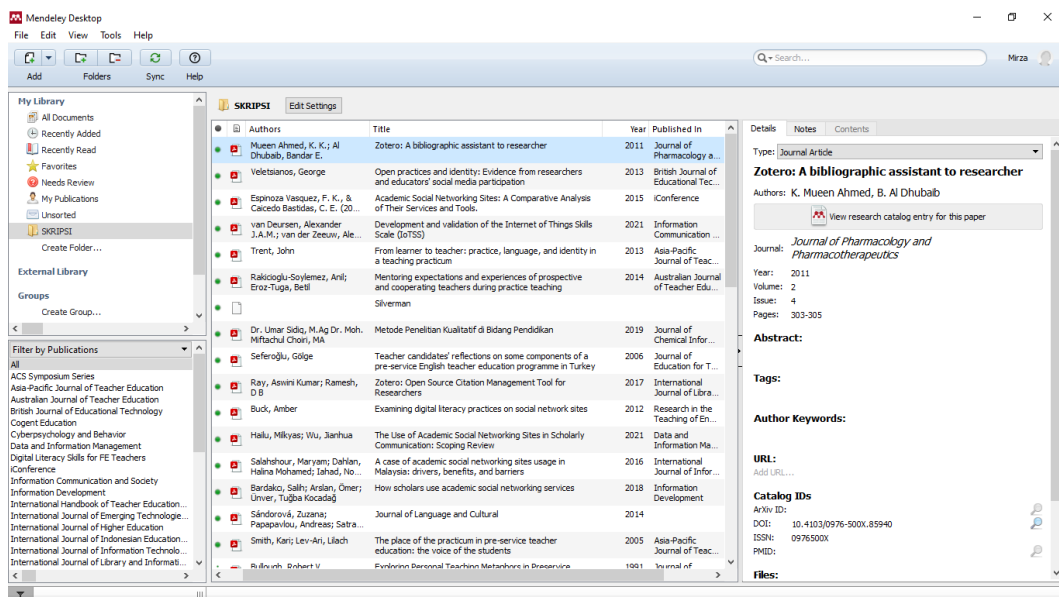 Mendeley Desktop
File Edit View Tools Help
Add Folders Sync Help
Search...
Mirza
My Library
All Documents
Recently Added
Recently Read
Favorites
Needs Review
My Publications
Unsorted
SKRIPSI
Create Folder...
External Library
Groups
Create Group...
Filter by Publications
All
ACS Symposium Series
Asia-Pacific Journal of Teacher Education
Australian Journal of Teacher Education
British Journal of Educational Technology
Cogent Education
Cyberpsychology and Behavior
Data and Information Management
Digital Literacy Skills for FE Teachers
iConference
Information Communication and Society
Information Development
International Handbook of Teacher Education...
International Journal of Emerging Technologie...
International Journal of Higher Education
International Journal of Indonesian Education...
International Journal of Information Technolo...
International Journal of Library and Informati...
SKRIPSI Edit Settings
Authors Title Year Published In
Mueen Ahmed, K. K.; Al Zotero: A bibliographic assistant to researcher 2011 Journal of
Dhubaib, Bandar E. Pharmacology a...
Veletsianos, George Open practices and identity: Evidence from researchers 2013 British Journal of
and educators' social media participation Educational Tec...
Espinoza Vasquez, F. K., & Academic Social Networking Sites: A Comparative Analysis 2015 iConference
Caicedo Bastidas, C. E. (20... of Their Services and Tools.
van Deursen, Alexander Development and validation of the Internet of Things Skills 2021 Information
J.A.M.; van der Zeeuw, Ale... Scale (IoTSS) Communication ...
Trent, John From learner to teacher: practice, language, and identity in 2013 Asia-Pacific
a teaching practicum Journal of Teac...
Rakicioglu-Soylemez, Anil; Mentoring expectations and experiences of prospective 2014 Australian Journal
Eroz-Tuga, Betil and cooperating teachers during practice teaching of Teacher Edu...
Silverman
Dr. Umar Sidiq, M.Ag Dr. Moh. Metode Penelitian Kualitatif di Bidang Pendidikan 2019 Journal of
Miftachul Choiri, MA Chemical Infor...
Seferoğlu, Gölge Teacher candidates' reflections on some components of a 2006 Journal of
pre-service English teacher education programme in Turkey Education for T...
Ray, Aswini Kumar; Ramesh, Zotero: Open Source Citation Management Tool for 2017 International
D B Researchers Journal of Libra...
Buck, Amber Examining digital literacy practices on social network sites 2012 Research in the
Teaching of En...
Hailu, Milkyas; Wu, Jianhua The Use of Academic Social Networking Sites in Scholarly 2021 Data and
Communication: Scoping Review Information Ma...
Salahshour, Maryam; Dahlan, A case of academic social networking sites usage in 2016 International
Halina Mohamed; Iahad, No... Malaysia: drivers, benefits, and barriers Journal of Infor...
Bardakcı, Salih; Arslan, Ömer; How scholars use academic social networking services 2018 Information
Ünver, Tuğba Kocadağ Development
Sándorová, Zuzana; Journal of Language and Cultural 2014
Papapavlou, Andreas; Satra...
Smith, Kari; Lev-Ari, Lilach The place of the practicum in pre-service teacher 2005 Asia-Pacific
education: the voice of the students Journal of Teac...
Bullough, Robert V. Exploring Personal Teaching Metaphors in Preservice 1991 Journal of
Details Notes Contents
Type: Journal Article
Zotero: A bibliographic assistant to researcher
Authors: K. Mueen Ahmed, B. Al Dhubaib
View research catalog entry for this paper
Journal: Journal of Pharmacology and
Pharmacotherapeutics
Year: 2011
Volume: 2
Issue: 4
Pages: 303-305
Abstract:
Tags:
Author Keywords:
URL:
Add URL...
Catalog IDs
ArXiv ID:
DOI: 10.4103/0976-500X.85940
ISSN: 0976500X
PMID:
Files: